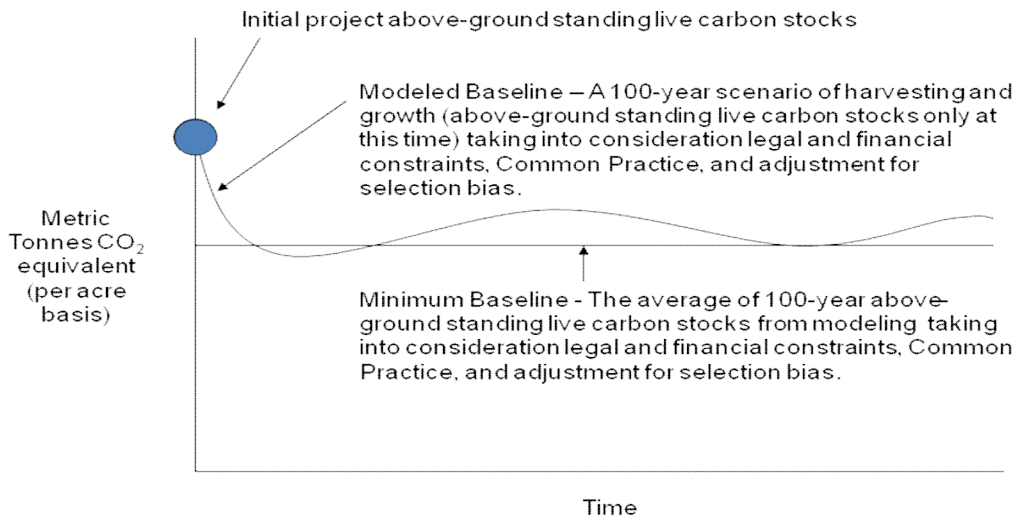 Initial project above-ground standing live carbon stocks
Modeled Baseline – A 100-year scenario of harvesting and
growth (above-ground standing live carbon stocks only at
this time) taking into consideration legal and financial
constraints, Common Practice, and adjustment for
selection bias.
Metric
Tonnes CO₂
equivalent
(per acre
basis)
Minimum Baseline - The average of 100-year above–
ground standing live carbon stocks from modeling taking
into consideration legal and financial constraints, Common
Practice, and adjustment for selection bias.
Time